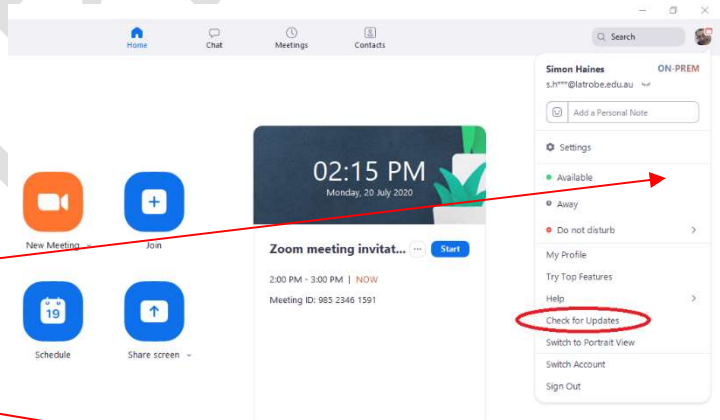 Home
Chat
Meetings
Contacts
Search
Simon Haines ON-PREM
s.h***@latrobe.edu.au
Add a Personal Note
Settings
Available
Away
Do not disturb
My Profile
Try Top Features
Help
Check for Updates
Switch to Portrait View
Switch Account
Sign Out
New Meeting
Join
19
Schedule
Share screen
02:15 PM
Monday, 20 July 2020
Zoom meeting invitat... ... Start
2:00 PM - 3:00 PM | NOW
Meeting ID: 985 2346 1591